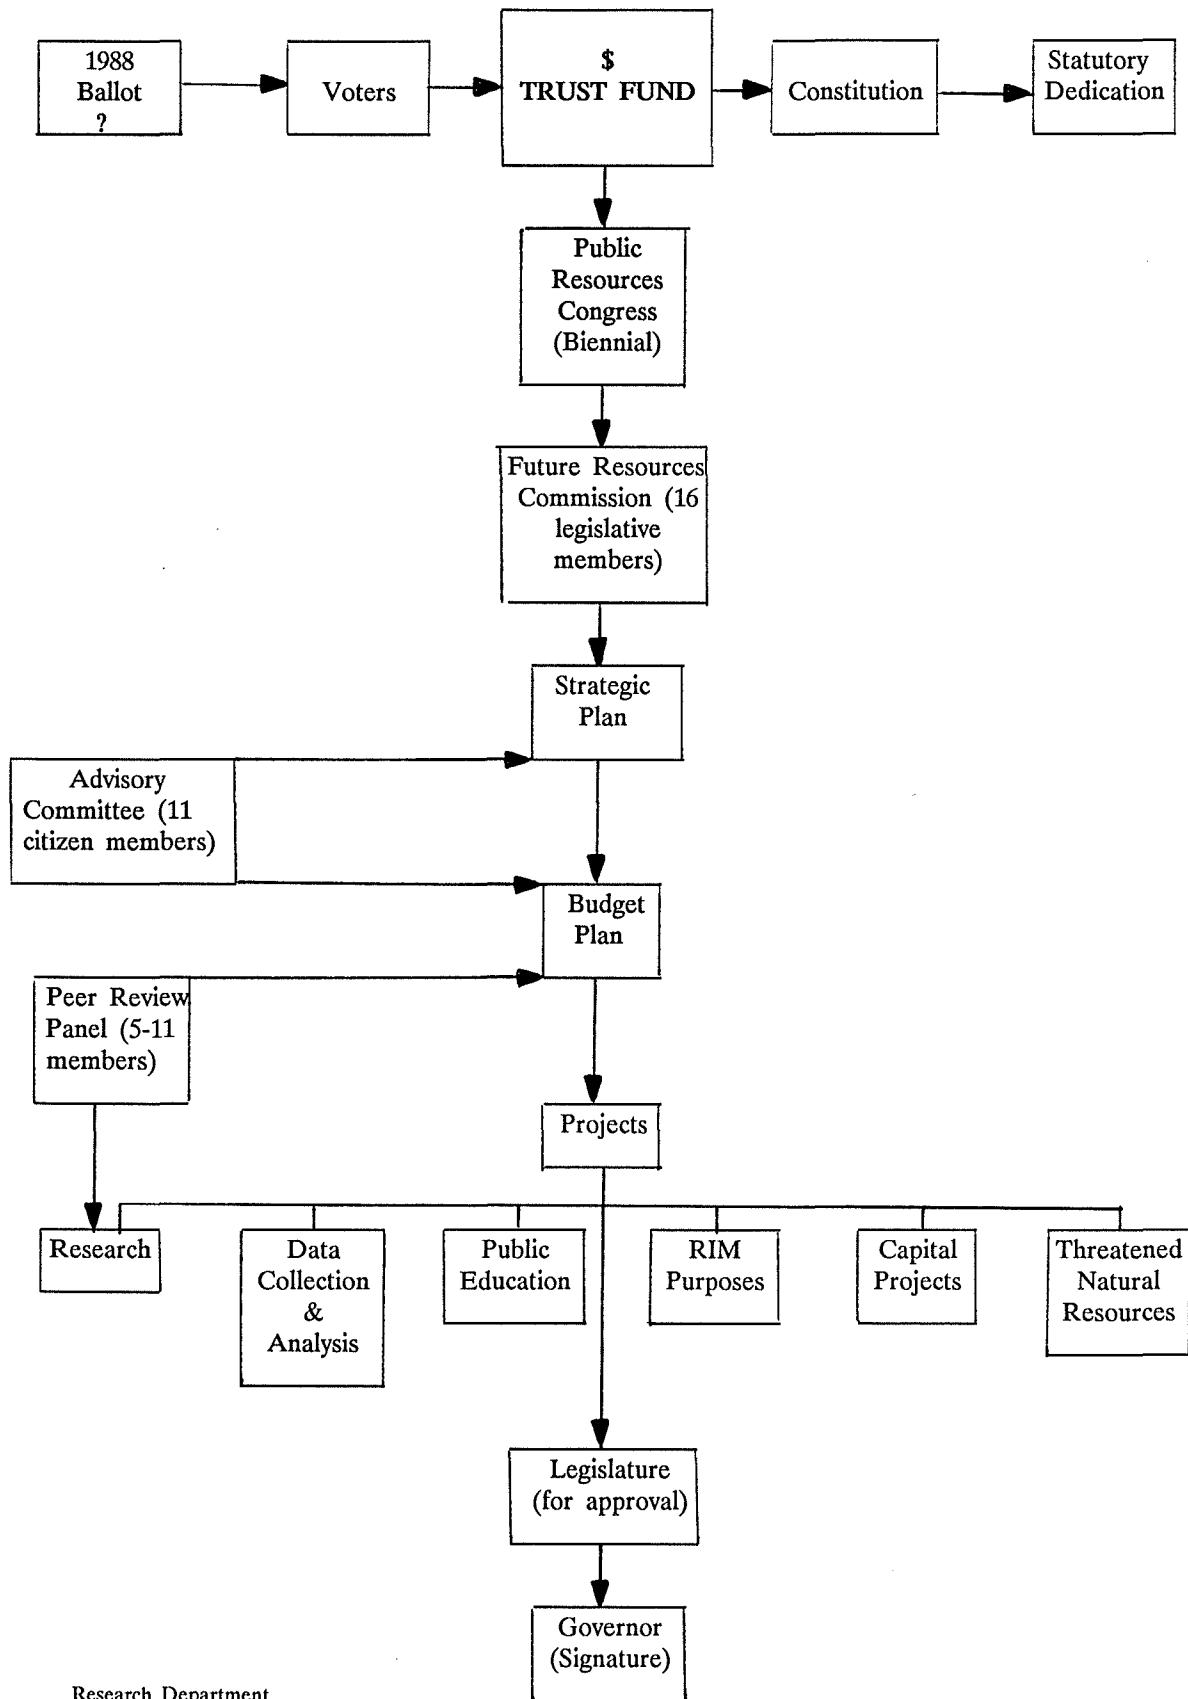 1988
Ballot
?
Voters
$
TRUST FUND
Constitution
Statutory
Dedication
Public
Resources
Congress
(Biennial)
Future Resources
Commission (16
legislative
members)
Strategic
Plan
Advisory
Committee (11
citizen members)
Budget
Plan
Peer Review
Panel (5-11
members)
Projects
Research
Data
Collection
&
Analysis
Public
Education
RIM
Purposes
Capital
Projects
Threatened
Natural
Resources
Legislature
(for approval)
Governor
(Signature)
Research Department